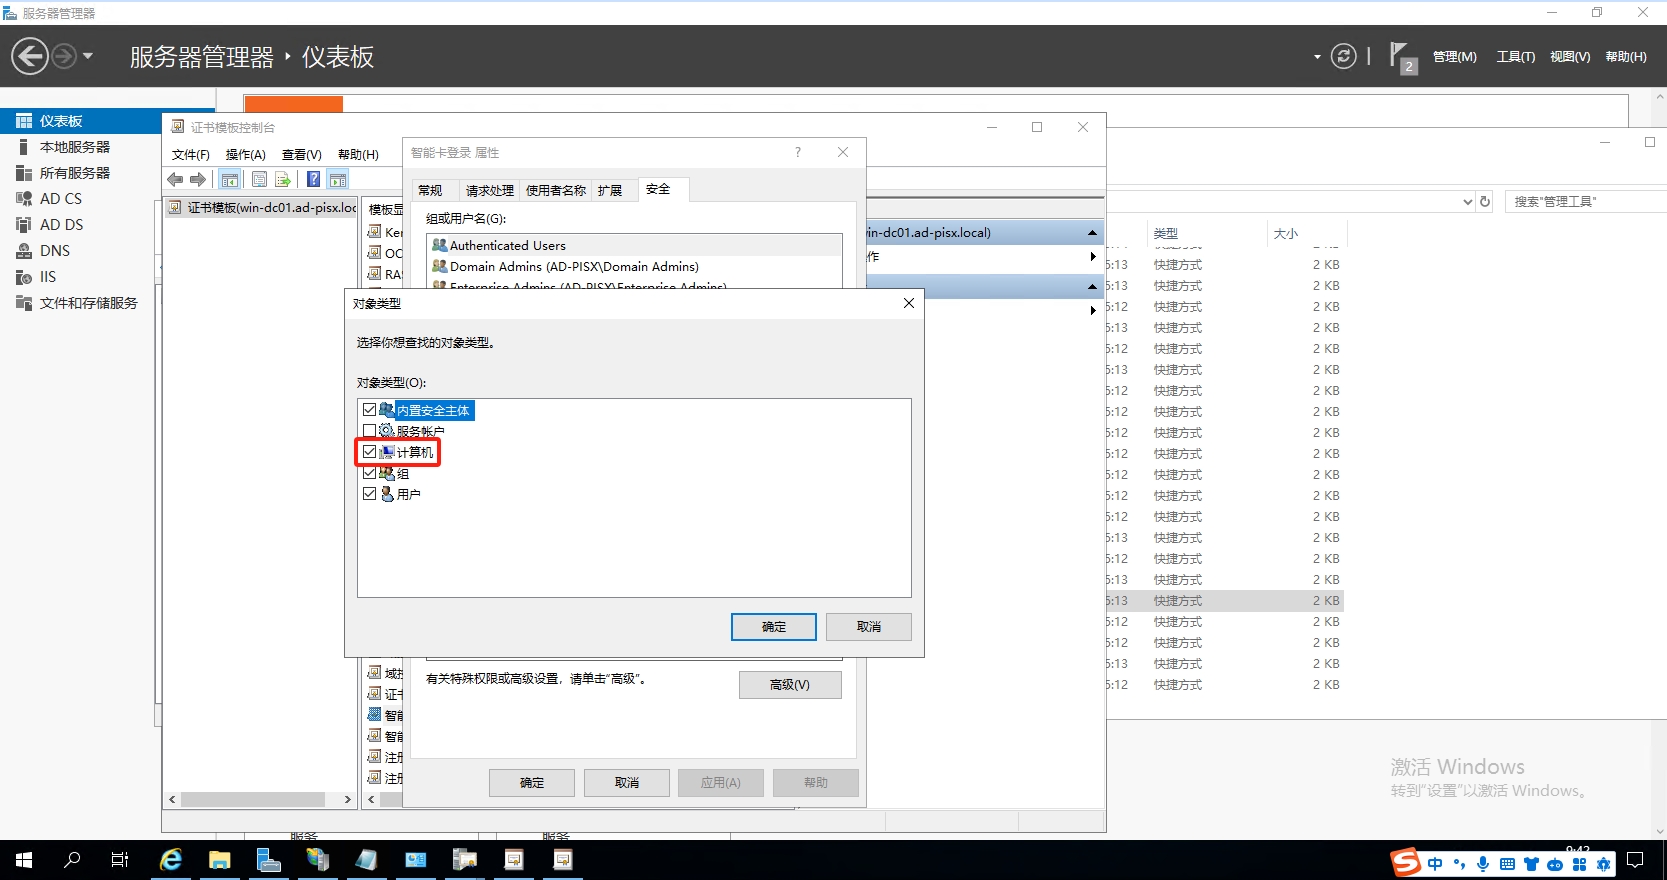 服务器管理器
服务器管理器 · 仪表板
2
管理(M)
工具(T)
视图(V)
帮助(H)
仪表板
本地服务器
所有服务器
AD CS
AD DS
DNS
IIS
文件和存储服务
证书模板控制台
文件(F)
操作(A)
查看(V)
帮助(H)
证书模板(win-dc01.ad-pisx.loc
模板显
Ker
OC
RAS
域控
证书
智能
智能
注册
注册
智能卡登录 属性
?
常规
请求处理
使用者名称
扩展
安全
组或用户名(G):
Authenticated Users
Domain Admins (AD-PISX\Domain Admins)
Enterprise Admins (AD-PISX\Enterprise Admins)
对象类型
选择你想查找的对象类型。
对象类型(O):
内置安全主体
服务帐户
计算机
组
用户
确定
取消
有关特殊权限或高级设置，请单击"高级"。
高级(V)
确定
取消
应用(A)
帮助
in-dc01.ad-pisx.local)
作
搜索"管理工具"
类型
大小
5:13 快捷方式 2 KB
5:13 快捷方式 2 KB
5:12 快捷方式 2 KB
5:13 快捷方式 2 KB
5:12 快捷方式 2 KB
5:13 快捷方式 2 KB
5:12 快捷方式 2 KB
5:12 快捷方式 2 KB
5:12 快捷方式 2 KB
5:13 快捷方式 2 KB
5:12 快捷方式 2 KB
5:12 快捷方式 2 KB
5:12 快捷方式 2 KB
5:13 快捷方式 2 KB
5:12 快捷方式 2 KB
5:13 快捷方式 2 KB
5:13 快捷方式 2 KB
5:12 快捷方式 2 KB
5:12 快捷方式 2 KB
5:13 快捷方式 2 KB
5:12 快捷方式 2 KB
激活 Windows
转到"设置"以激活 Windows。
服务
服务
中
9:42